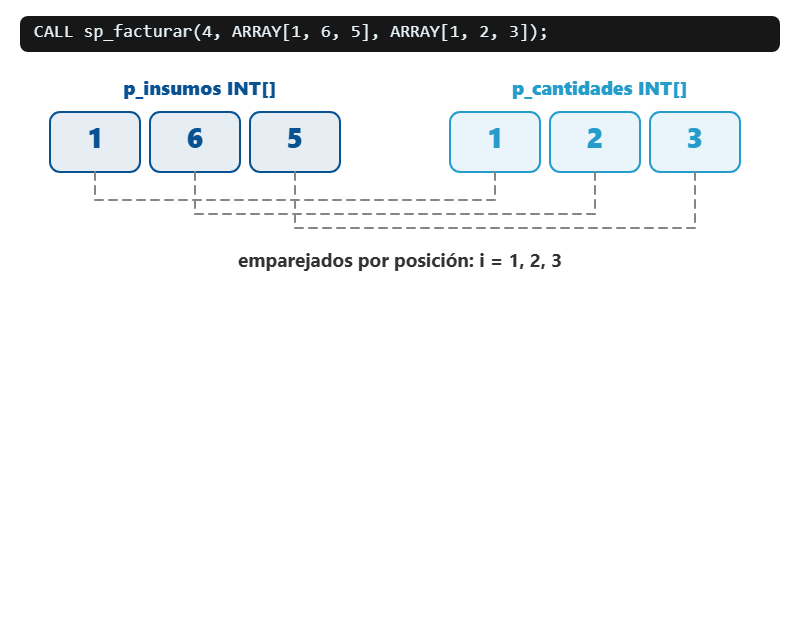 CALL sp_facturar(4, ARRAY[1, 6, 5], ARRAY[1, 2, 3]);
p_insumos INT[] p_cantidades INT[]
1 6 5 1 2 3
emparejados por posición: i = 1, 2, 3